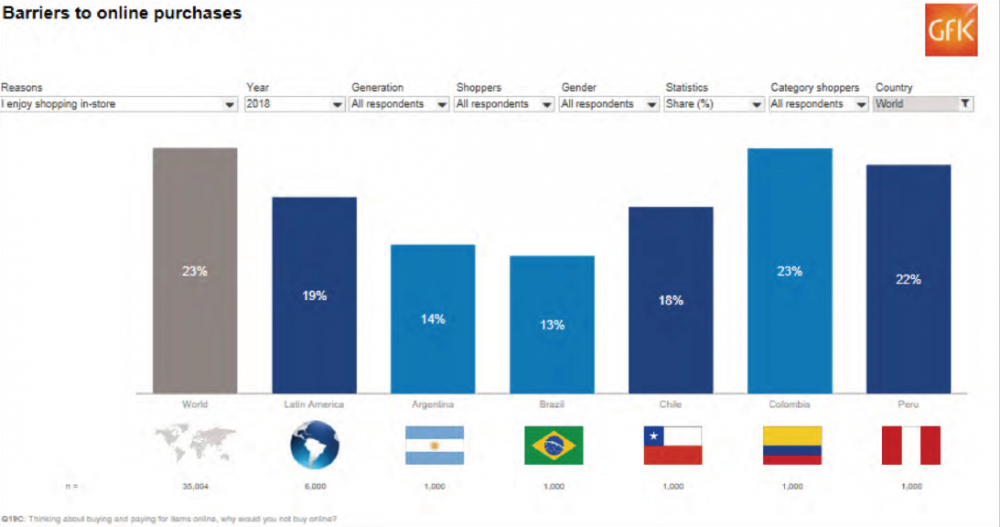 Barriers to online purchases
GfK
Reasons Year Generation Shoppers Gender Statistics Category shoppers Country
I enjoy shopping in-store 2018 All respondents All respondents All respondents Share (%) All respondents World
23% 19% 14% 13% 18% 23% 22%
World Latin America Argentina Brazil Chile Colombia Peru
n = 35,004 6,000 1,000 1,000 1,000 1,000 1,000
Q19C: Thinking about buying and paying for items online, why would you not buy online?